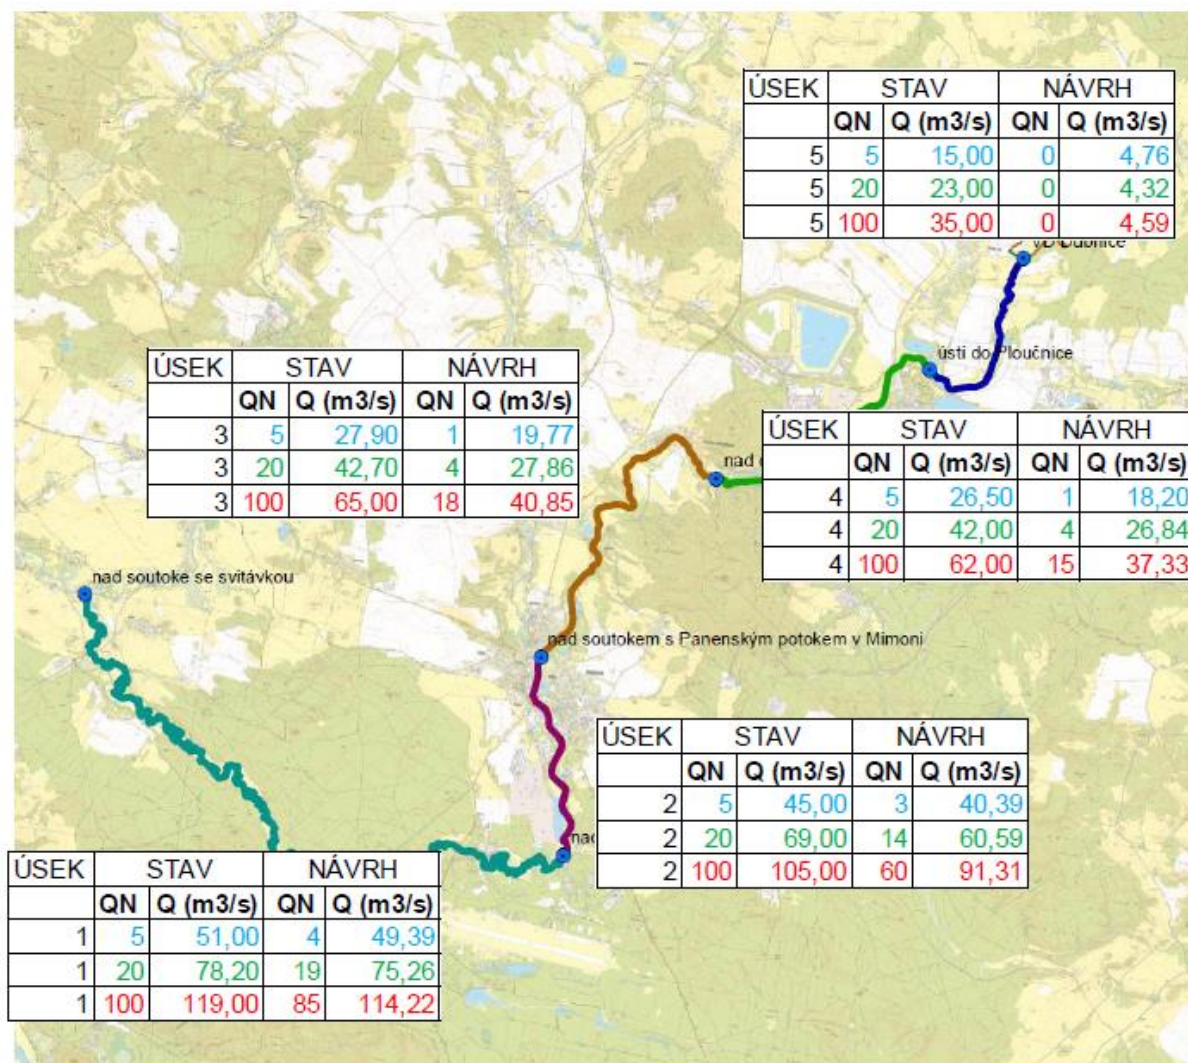 ÚSEK STAV NÁVRH
QN Q (m3/s) QN Q (m3/s)
5 5 15,00 0 4,76
5 20 23,00 0 4,32
5 100 35,00 0 4,59
VD Dubnice
ústí do Ploučnice
ÚSEK STAV NÁVRH
QN Q (m3/s) QN Q (m3/s)
3 5 27,90 1 19,77
3 20 42,70 4 27,86
3 100 65,00 18 40,85
nad
ÚSEK STAV NÁVRH
QN Q (m3/s) QN Q (m3/s)
4 5 26,50 1 18,20
4 20 42,00 4 26,84
4 100 62,00 15 37,33
nad soutoke se svitávkou
nad soutokem s Panenským potokem v Mimoni
ÚSEK STAV NÁVRH
QN Q (m3/s) QN Q (m3/s)
2 5 45,00 3 40,39
2 20 69,00 14 60,59
2 100 105,00 60 91,31
nad
ÚSEK STAV NÁVRH
QN Q (m3/s) QN Q (m3/s)
1 5 51,00 4 49,39
1 20 78,20 19 75,26
1 100 119,00 85 114,22